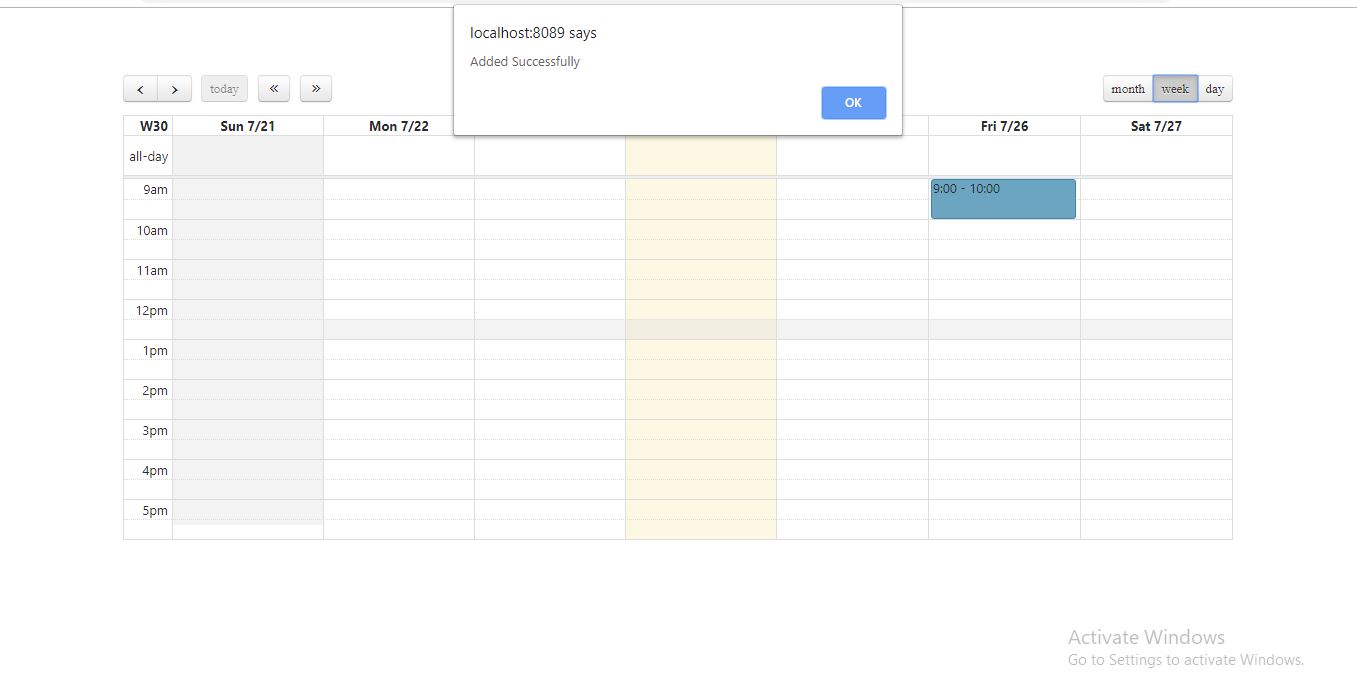 localhost:8089 says
Added Successfully
OK
< > today « » month week day
W30 Sun 7/21 Mon 7/22 Fri 7/26 Sat 7/27
all-day
9am 9:00 - 10:00
10am
11am
12pm
1pm
2pm
3pm
4pm
5pm
Activate Windows
Go to Settings to activate Windows.